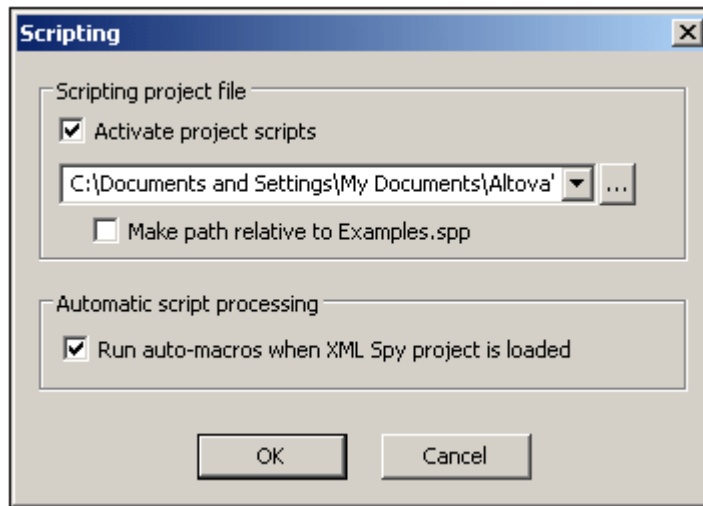 Scripting
Scripting project file
Activate project scripts
C:\Documents and Settings\My Documents\Altova'
...
Make path relative to Examples.spp
Automatic script processing
Run auto-macros when XML Spy project is loaded
OK
Cancel